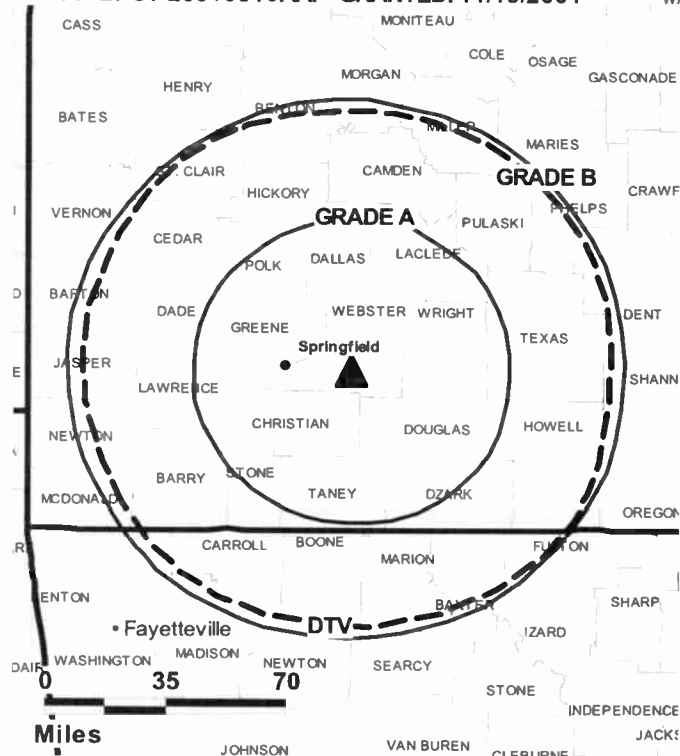 CASS
MONITEAU
COLE
OSAGE
MORGAN
GASCONADE
HENRY
BENTON
BATES
MILLER
MARIES
ST. CLAIR
CAMDEN
GRADE B
HICKORY
CRAWF
VERNON
PHELPS
GRADE A
PULASKI
CEDAR
LACLEDE
POLK
DALLAS
BARTON
DADE
WEBSTER
WRIGHT
DENT
GREENE
TEXAS
Springfield
JASPER
SHANN
LAWRENCE
CHRISTIAN
DOUGLAS
HOWELL
NEWTON
BARRY
STONE
TANEY
OZARK
MCDONALD
OREGON
CARROLL
BOONE
FULTON
MARION
ENTON
BAXTER
SHARP
Fayetteville
DTV
IZARD
DAIR
WASHINGTON
MADISON
NEWTON
SEARCY
0 35 70
STONE
INDEPENDENCE
Miles
JACKS
JOHNSON
VAN BUREN
CLEBURNE